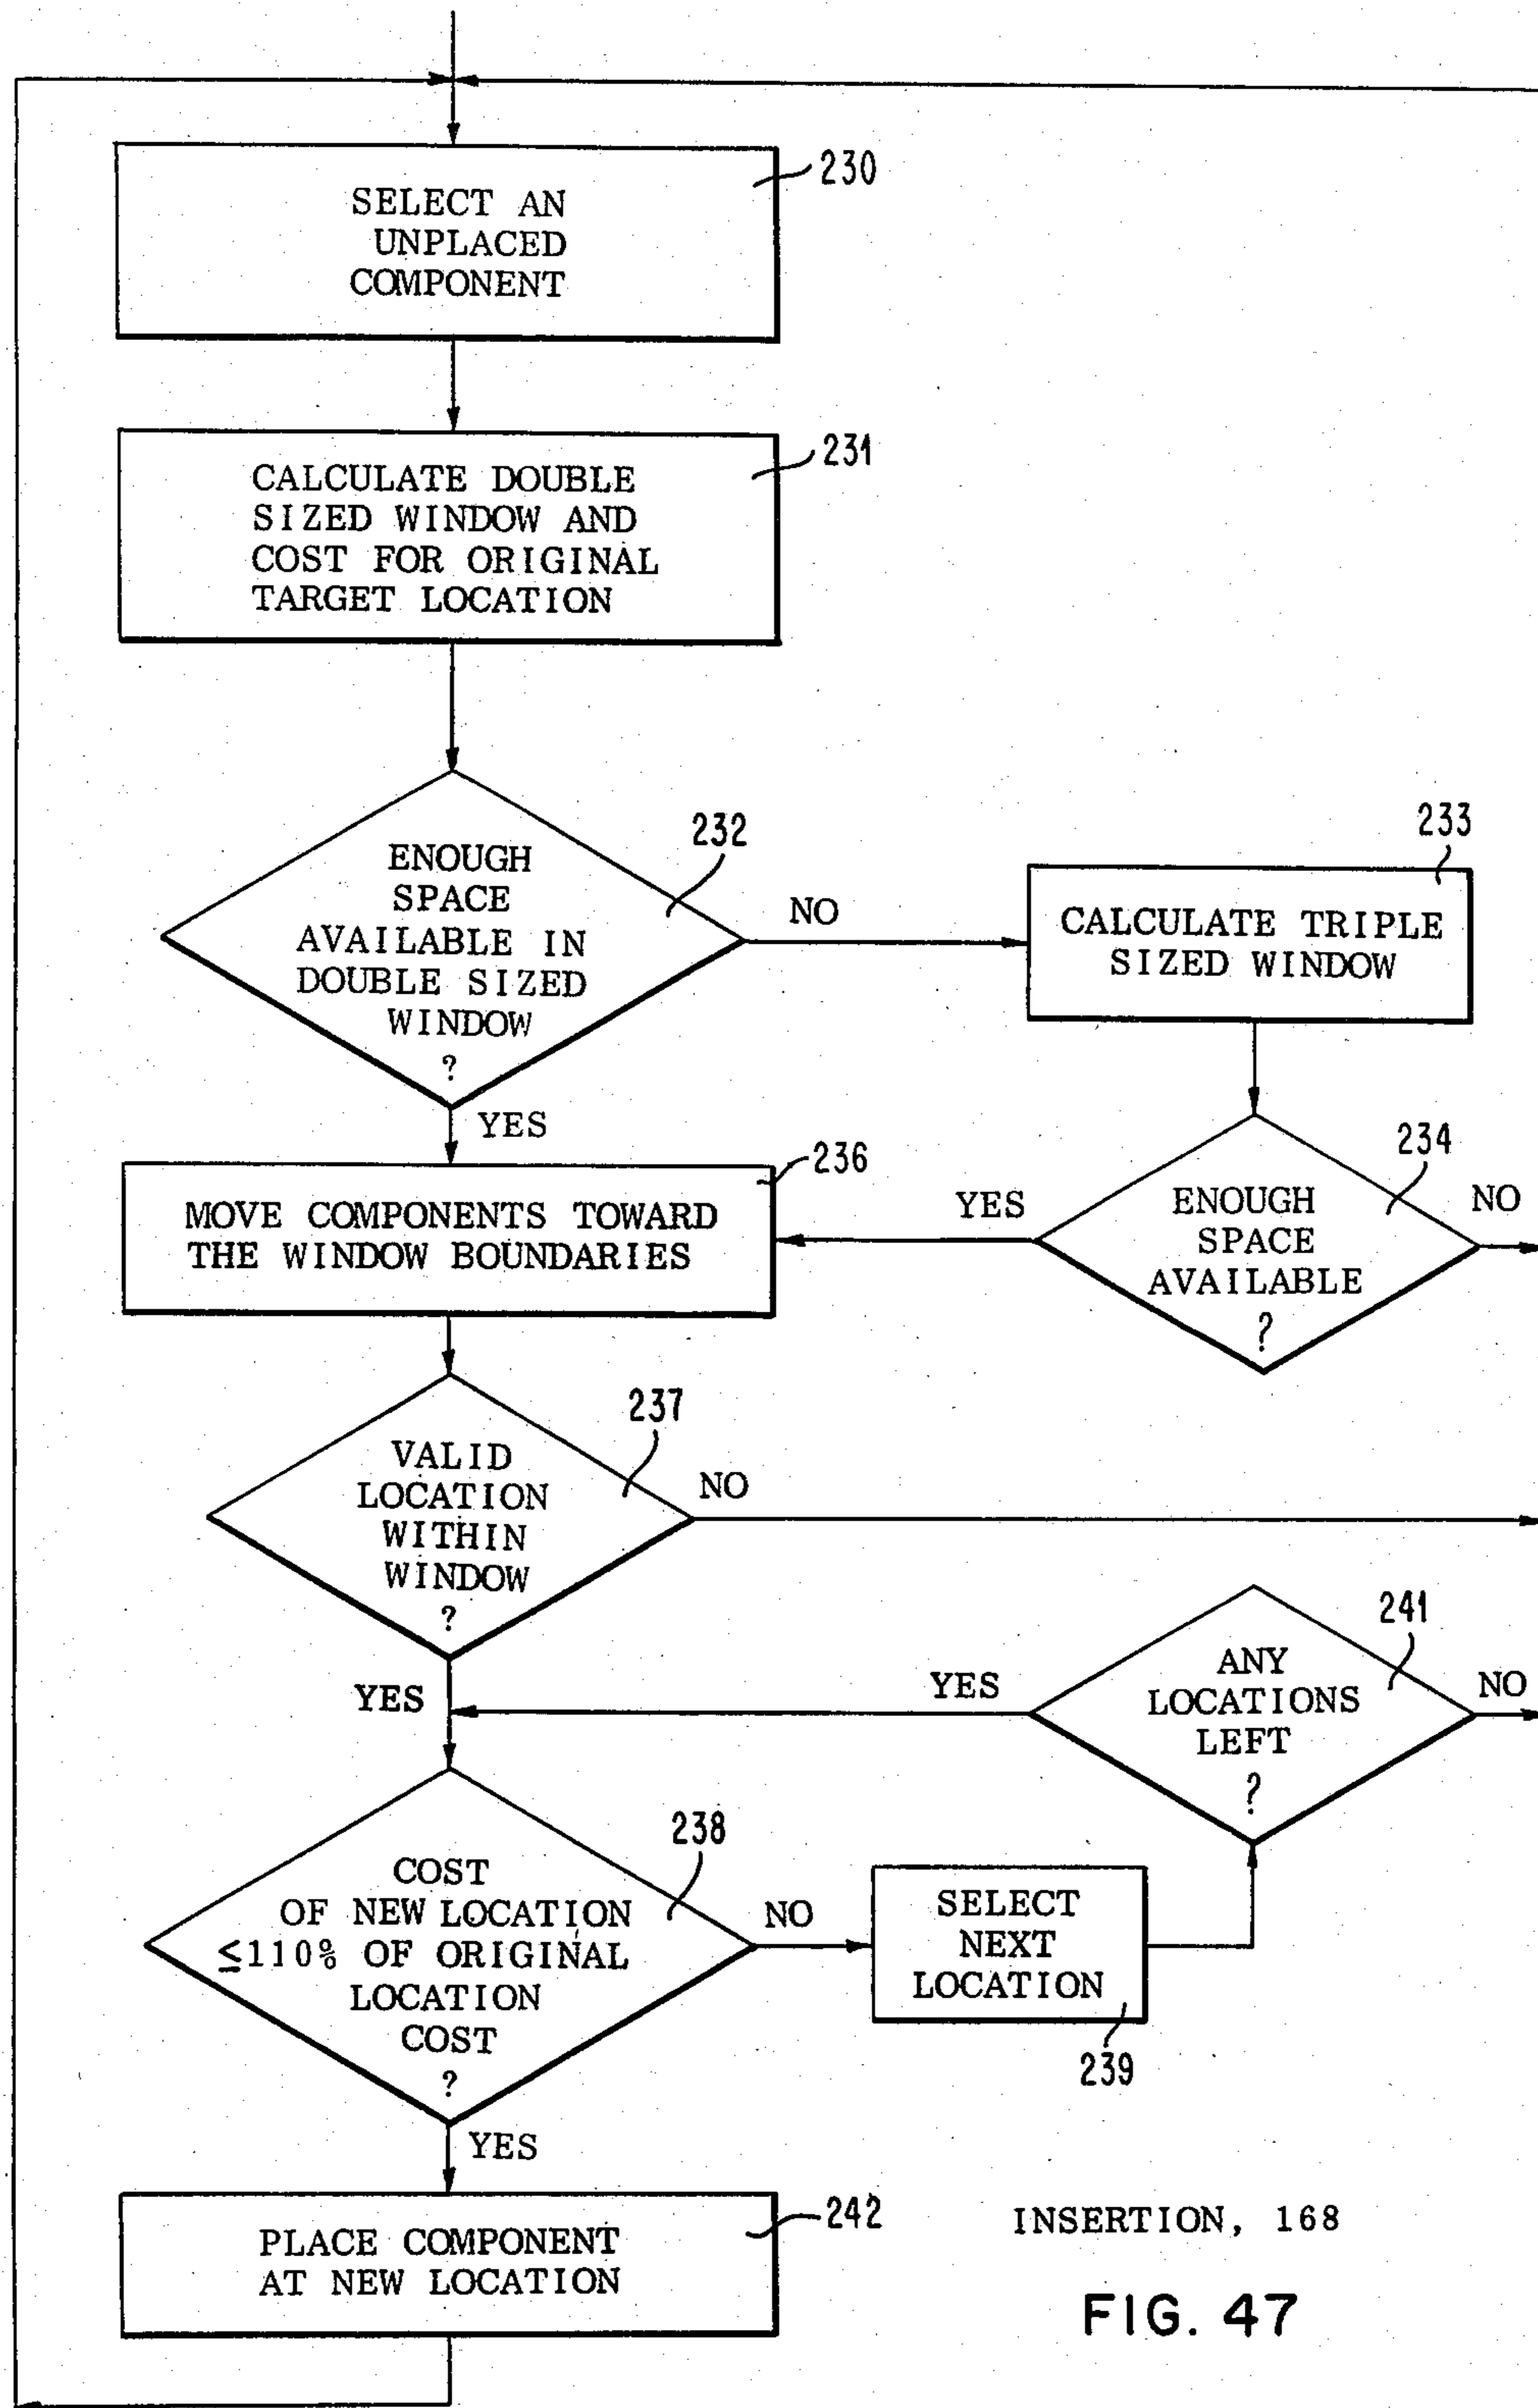 230
SELECT AN
UNPLACED
COMPONENT
231
CALCULATE DOUBLE
SIZED WINDOW AND
COST FOR ORIGINAL
TARGET LOCATION
232
ENOUGH
SPACE
AVAILABLE IN
DOUBLE SIZED
WINDOW
?
NO
233
CALCULATE TRIPLE
SIZED WINDOW
YES
234
ENOUGH
SPACE
AVAILABLE
?
YES
NO
236
MOVE COMPONENTS TOWARD
THE WINDOW BOUNDARIES
237
VALID
LOCATION
WITHIN
WINDOW
?
NO
YES
241
ANY
LOCATIONS
LEFT
?
YES
NO
238
COST
OF NEW LOCATION
≤110% OF ORIGINAL
LOCATION
COST
?
NO
SELECT
NEXT
LOCATION
239
YES
242
PLACE COMPONENT
AT NEW LOCATION
INSERTION, 168
FIG. 47